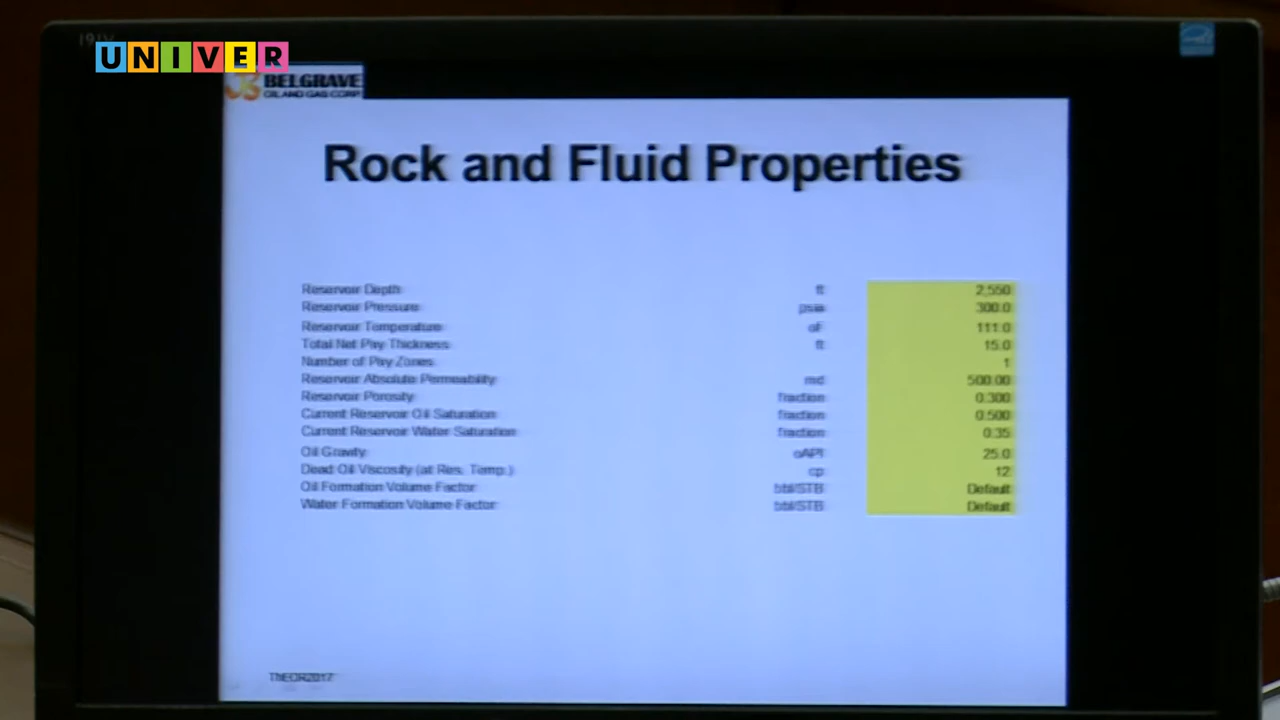 UNIVER
BELGRAVE
OIL AND GAS CORP
Rock and Fluid Properties
Reservoir Depth ft 2,550
Reservoir Pressure psia 300.0
Reservoir Temperature oF 111.0
Total Net Pay Thickness ft 15.0
Number of Pay Zones 1
Reservoir Absolute Permeability md 500.00
Reservoir Porosity fraction 0.300
Current Reservoir Oil Saturation fraction 0.500
Current Reservoir Water Saturation fraction 0.35
Oil Gravity oAPI 25.0
Dead Oil Viscosity (at Res. Temp.) cp 12
Oil Formation Volume Factor bbl/STB Default
Water Formation Volume Factor bbl/STB Default